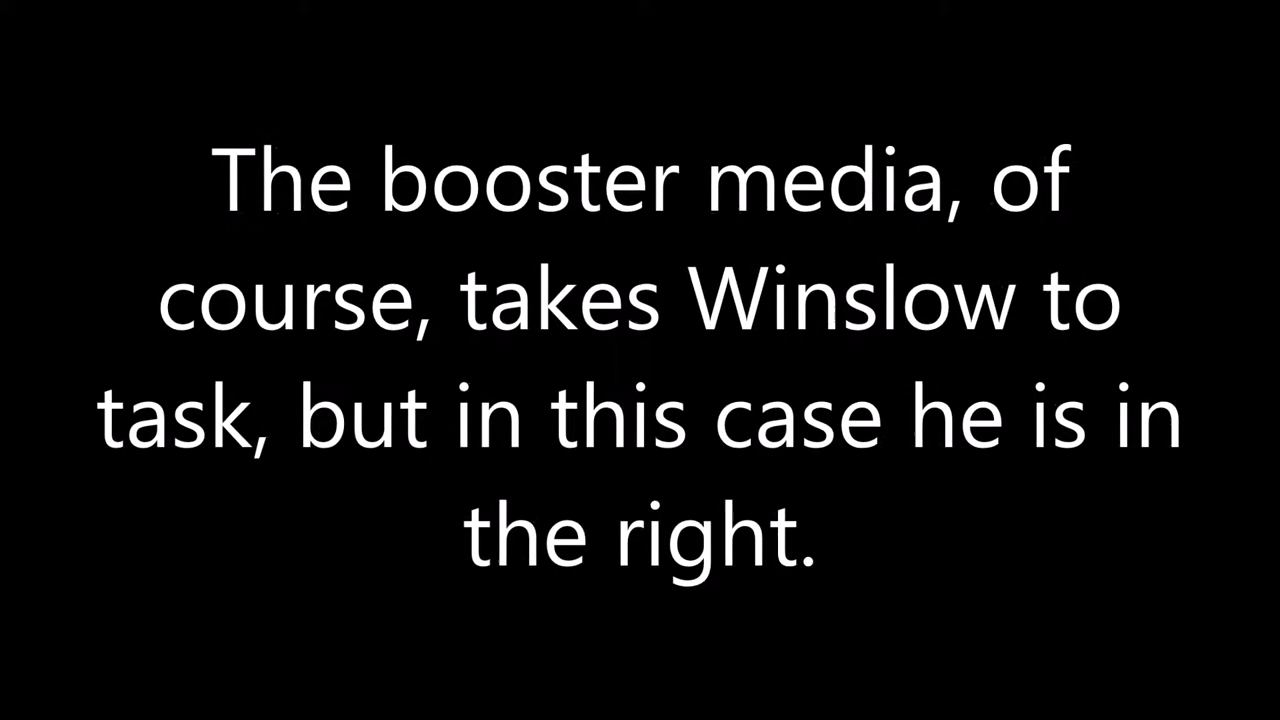 The booster media, of
course, takes Winslow to
task, but in this case he is in
the right.